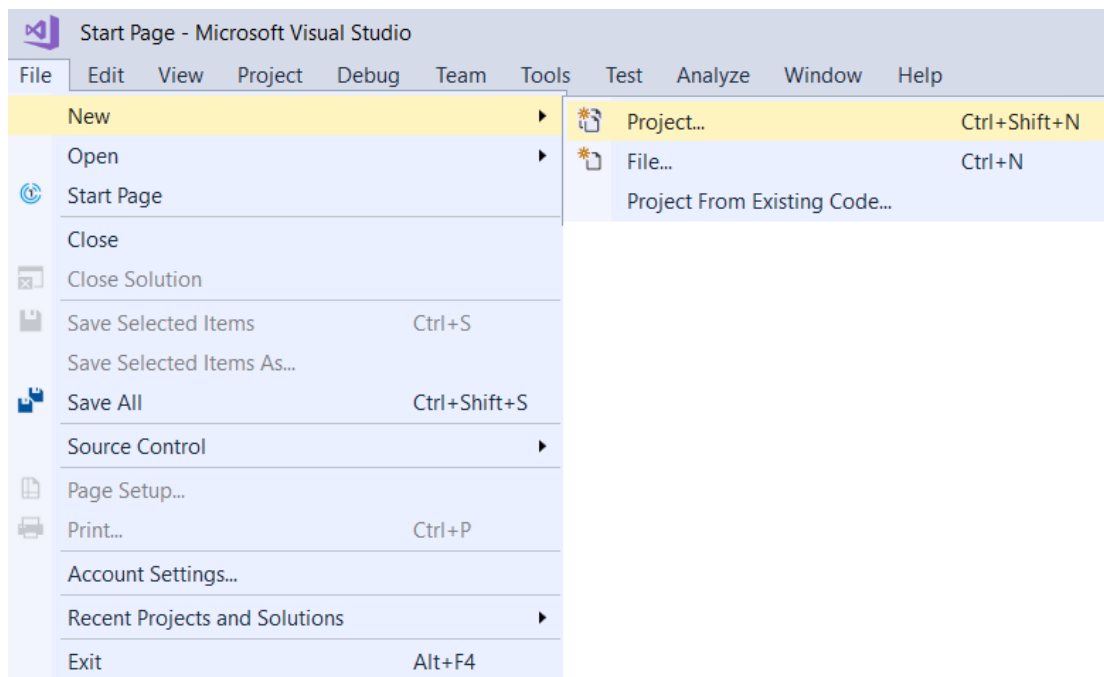 Start Page - Microsoft Visual Studio
File Edit View Project Debug Team Tools Test Analyze Window Help
New
Project... Ctrl+Shift+N
Open
File... Ctrl+N
Start Page
Project From Existing Code...
Close
Close Solution
Save Selected Items Ctrl+S
Save Selected Items As...
Save All Ctrl+Shift+S
Source Control
Page Setup...
Print... Ctrl+P
Account Settings...
Recent Projects and Solutions
Exit Alt+F4